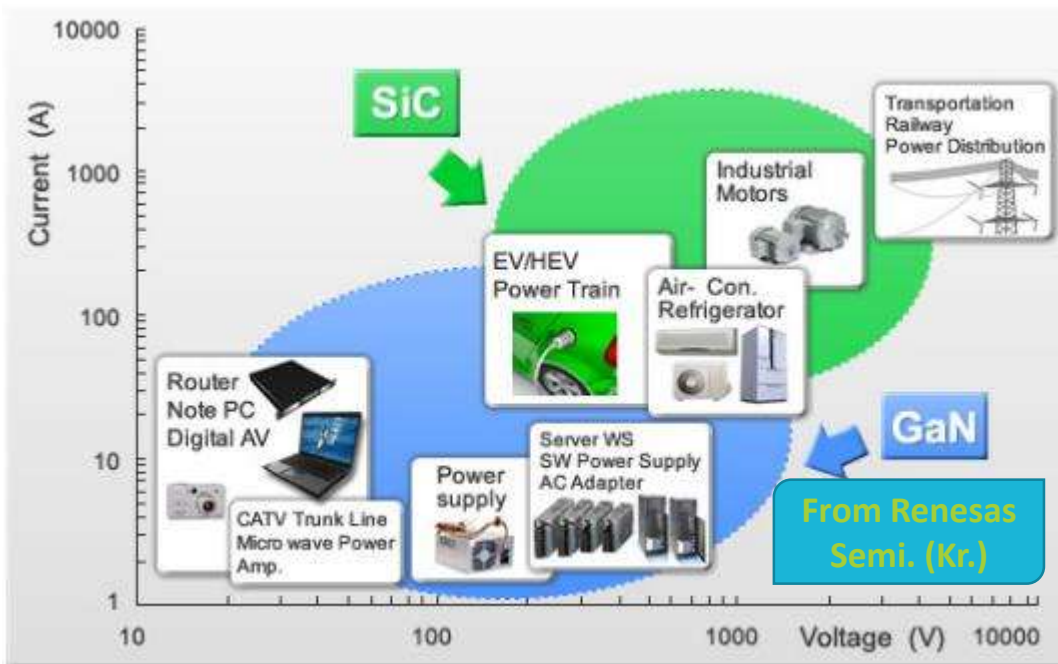 10000
1000
100
10
1
Current (A)
SiC
Transportation
Railway
Power Distribution
Industrial
Motors
EV/HEV
Power Train
Air- Con.
Refrigerator
Router
Note PC
Digital AV
GaN
Server WS
SW Power Supply
AC Adapter
Power
supply
CATV Trunk Line
Micro wave Power
Amp.
From Renesas
Semi. (Kr.)
10
100
1000
Voltage (V)
10000